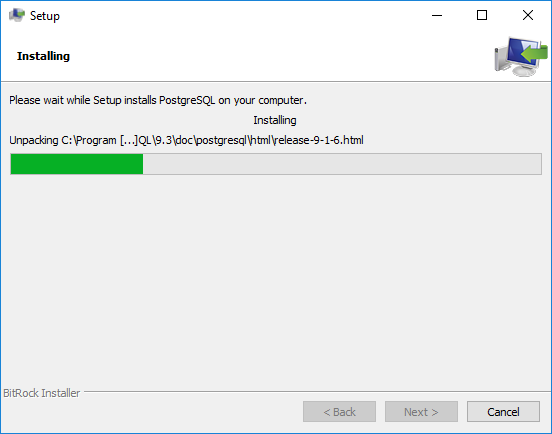 Setup
Installing
Please wait while Setup installs PostgreSQL on your computer.
Installing
Unpacking C:\Program [...]QL\9.3\doc\postgresql\html\release-9-1-6.html
BitRock Installer
< Back
Next >
Cancel